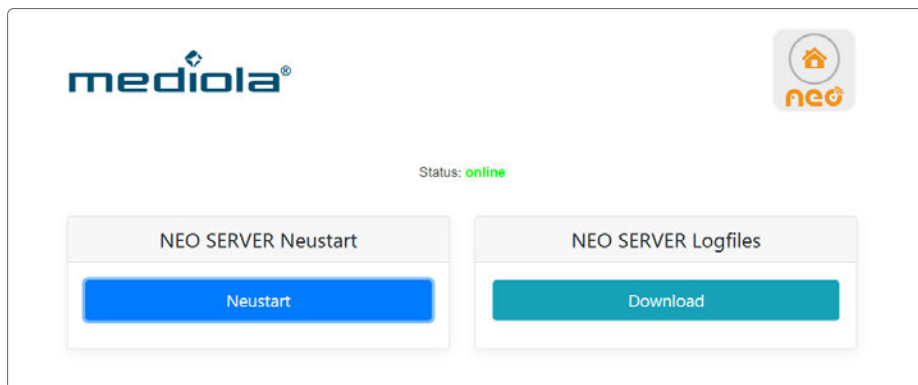 mediola®
neo
Status: online
NEO SERVER Neustart
Neustart
NEO SERVER Logfiles
Download